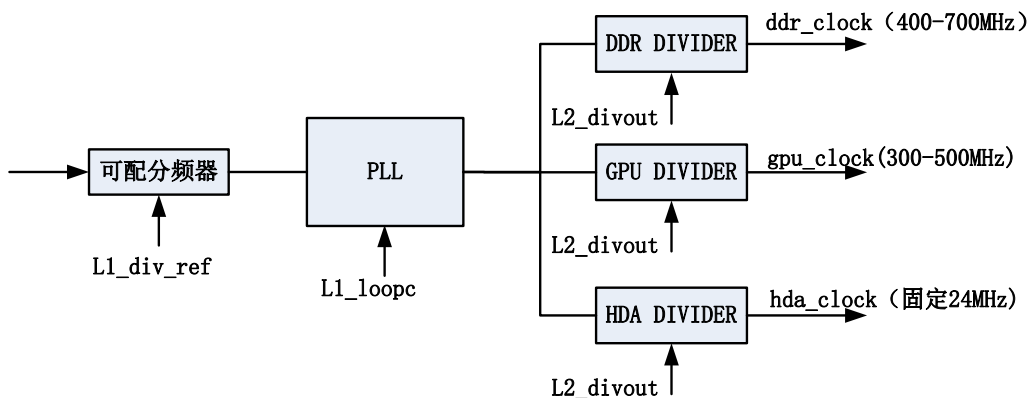 DDR DIVIDER
ddr_clock（400-700MHz）
L2_divout
可配分频器
PLL
GPU DIVIDER
gpu_clock(300-500MHz)
L2_divout
L1_div_ref
L1_loopc
HDA DIVIDER
hda_clock（固定24MHz)
L2_divout